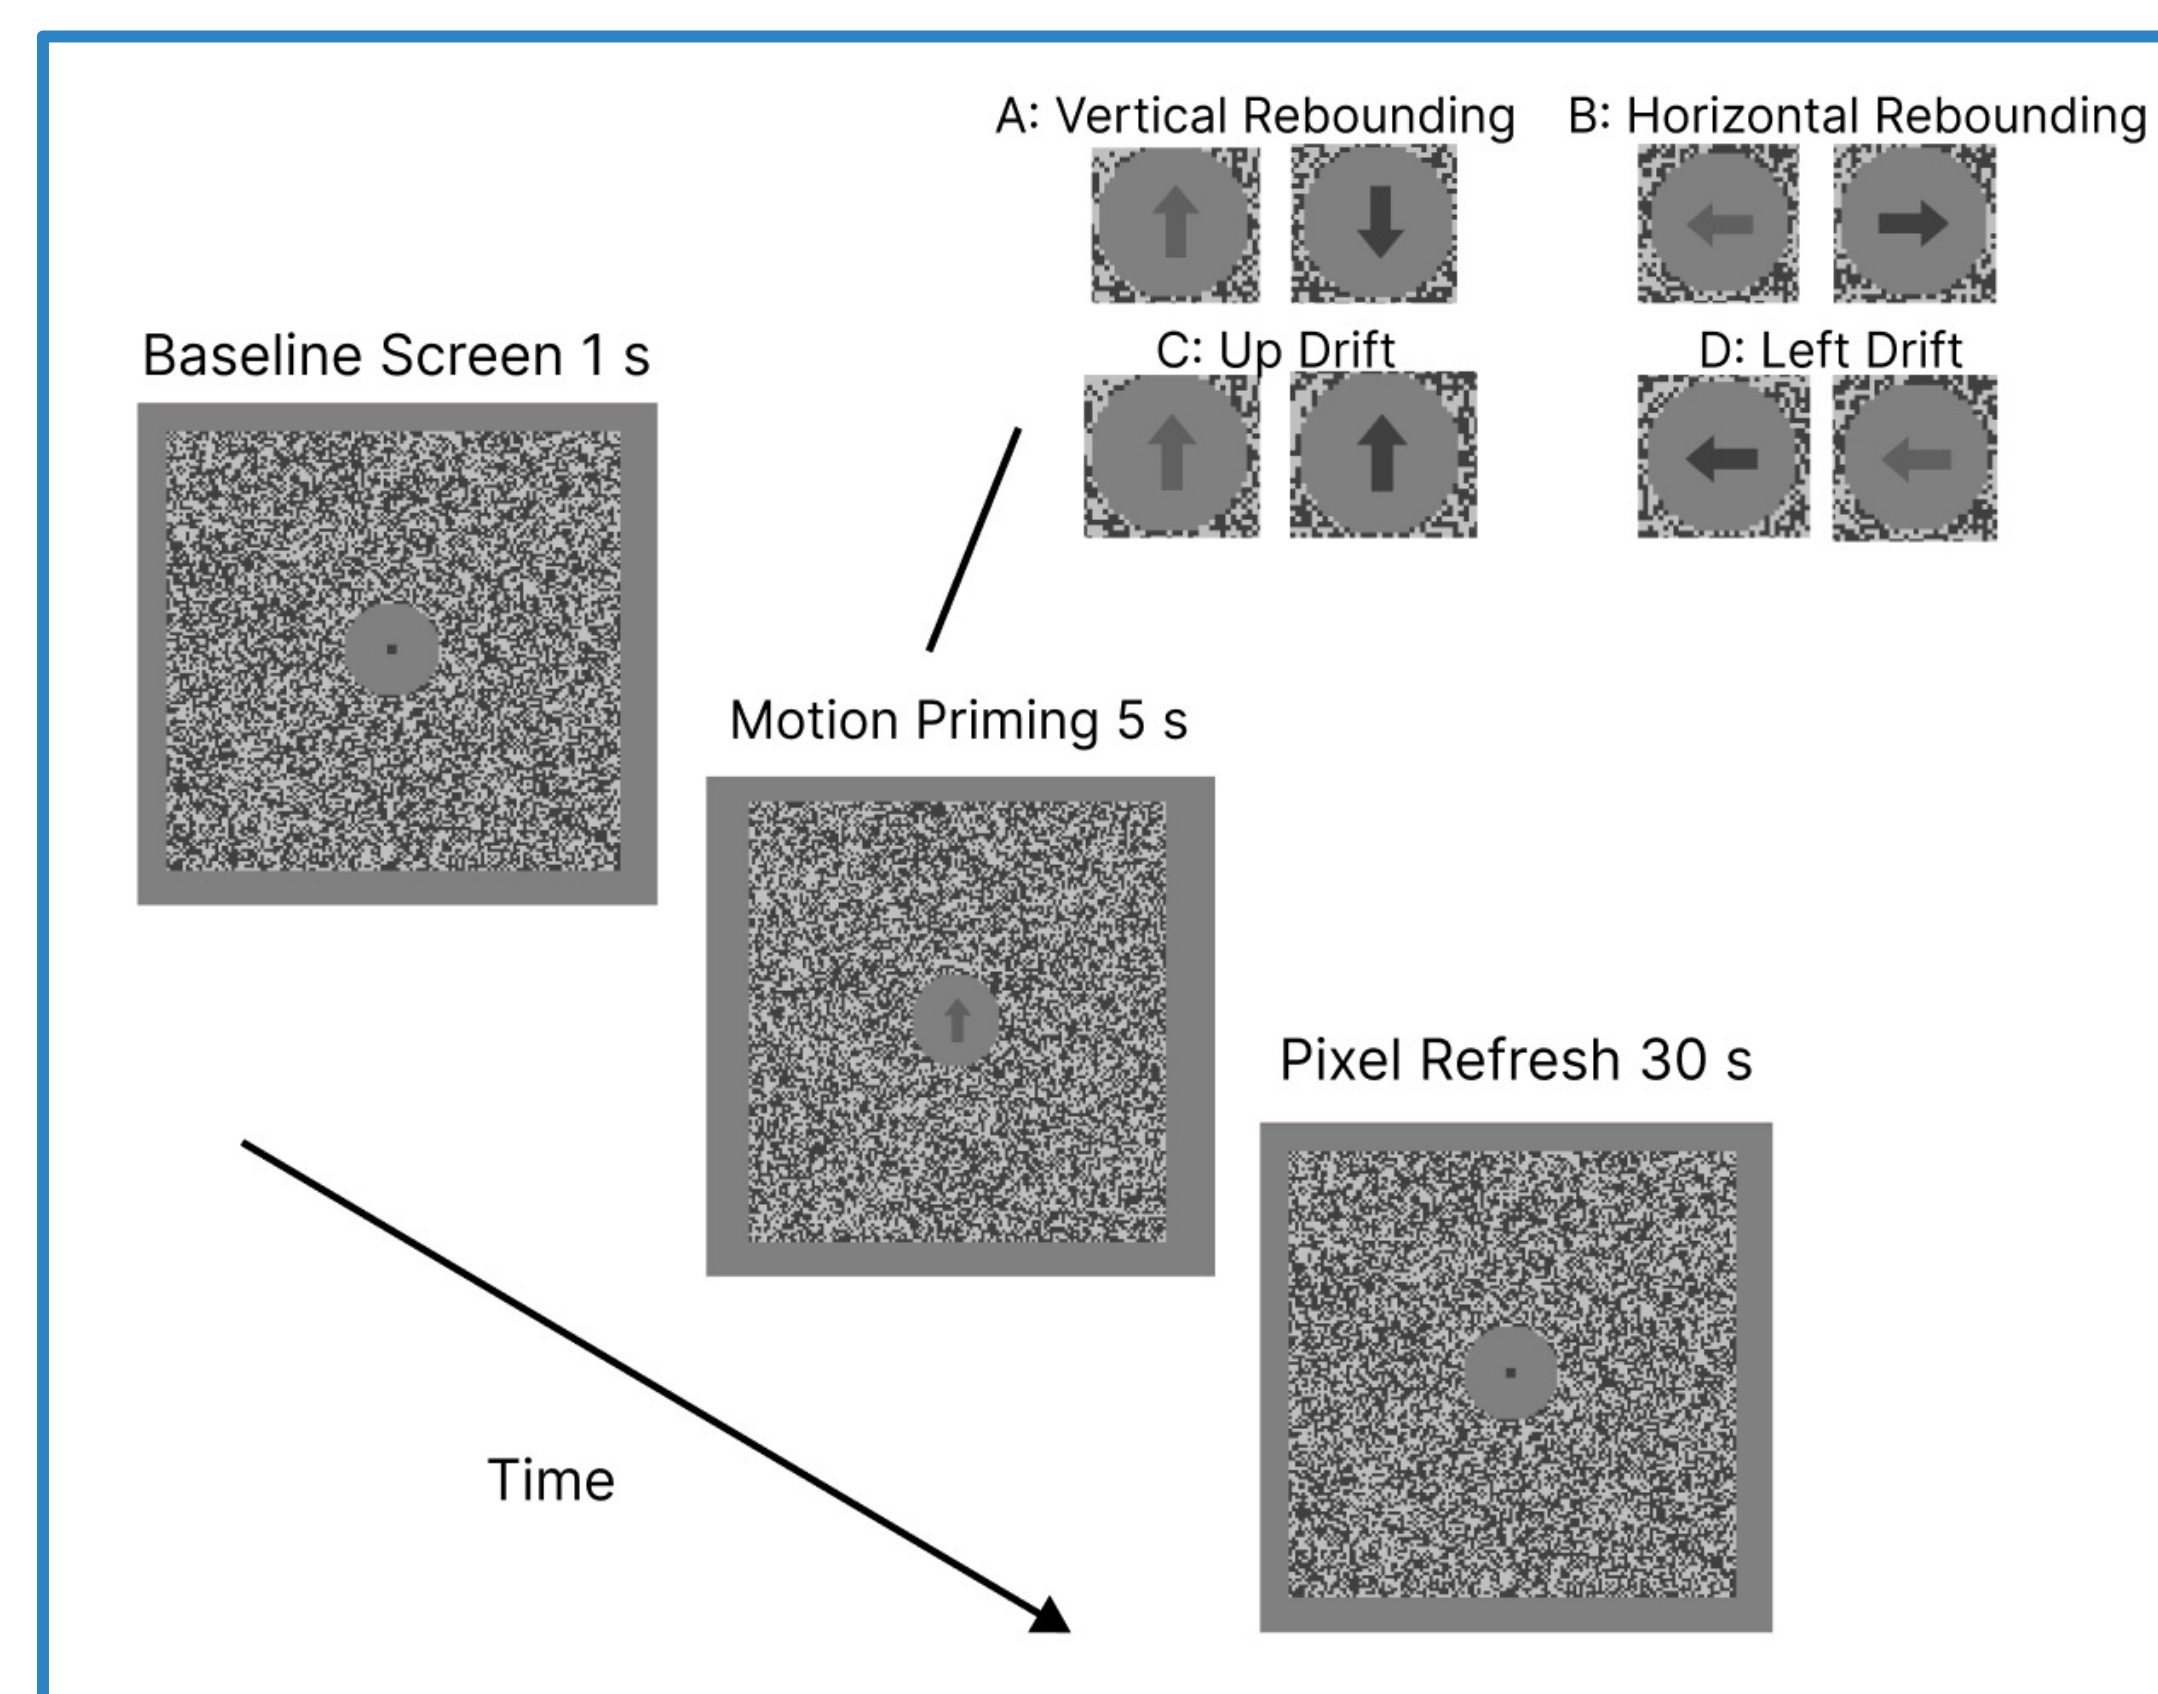 A: Vertical Rebounding
B: Horizontal Rebounding
C: Up Drift
D: Left Drift
Baseline Screen 1 s
Motion Priming 5 s
Pixel Refresh 30 s
Time